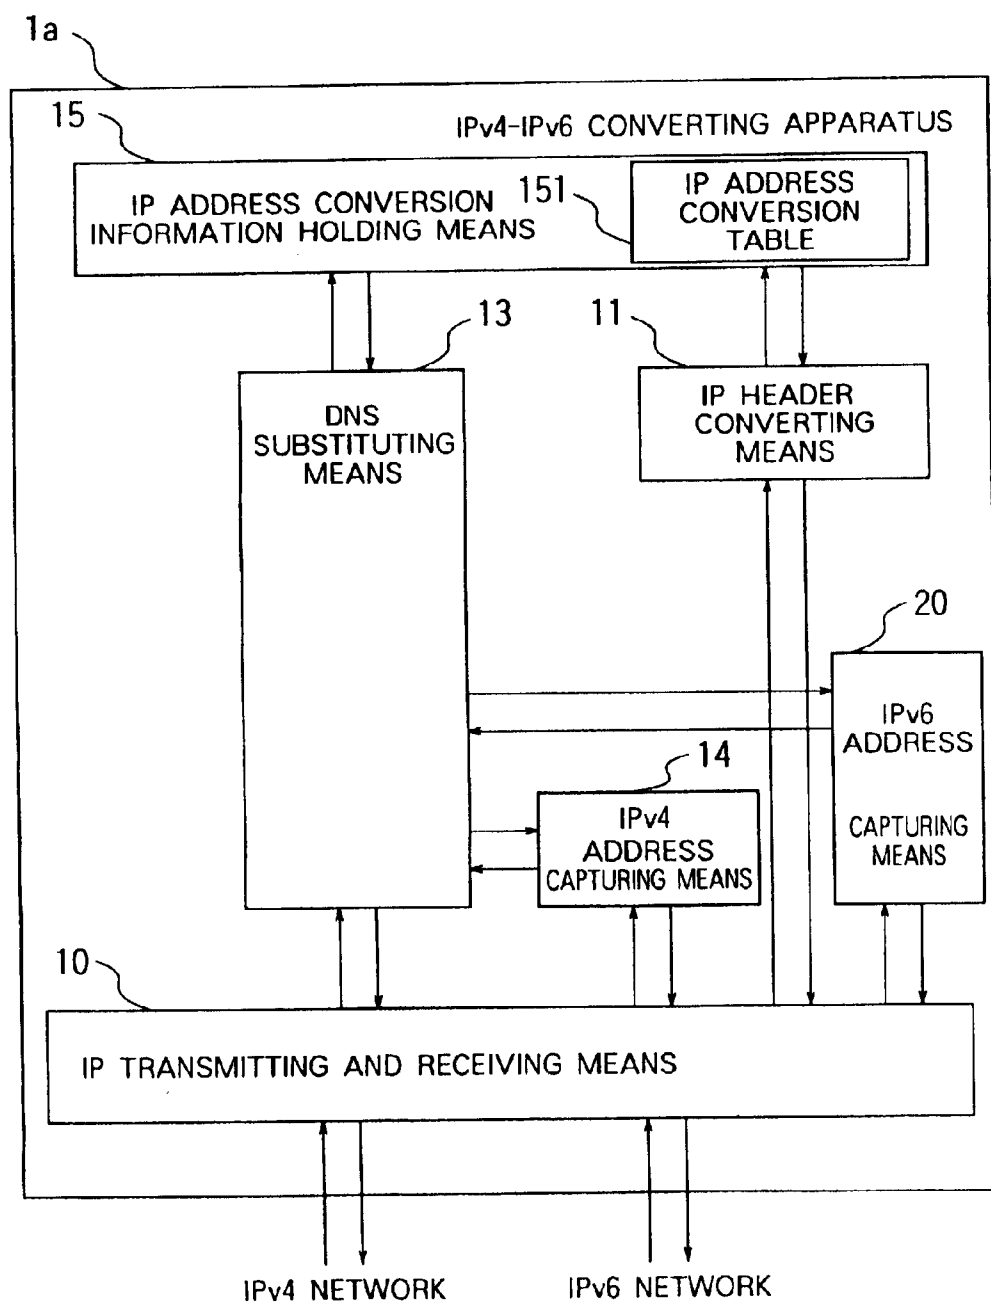 1a
15
IPv4-IPv6 CONVERTING APPARATUS
IP ADDRESS CONVERSION
INFORMATION HOLDING MEANS
151
IP ADDRESS
CONVERSION
TABLE
13
11
DNS
SUBSTITUTING
MEANS
IP HEADER
CONVERTING
MEANS
20
IPv6
ADDRESS
CAPTURING
MEANS
14
IPv4
ADDRESS
CAPTURING MEANS
10
IP TRANSMITTING AND RECEIVING MEANS
IPv4 NETWORK
IPv6 NETWORK